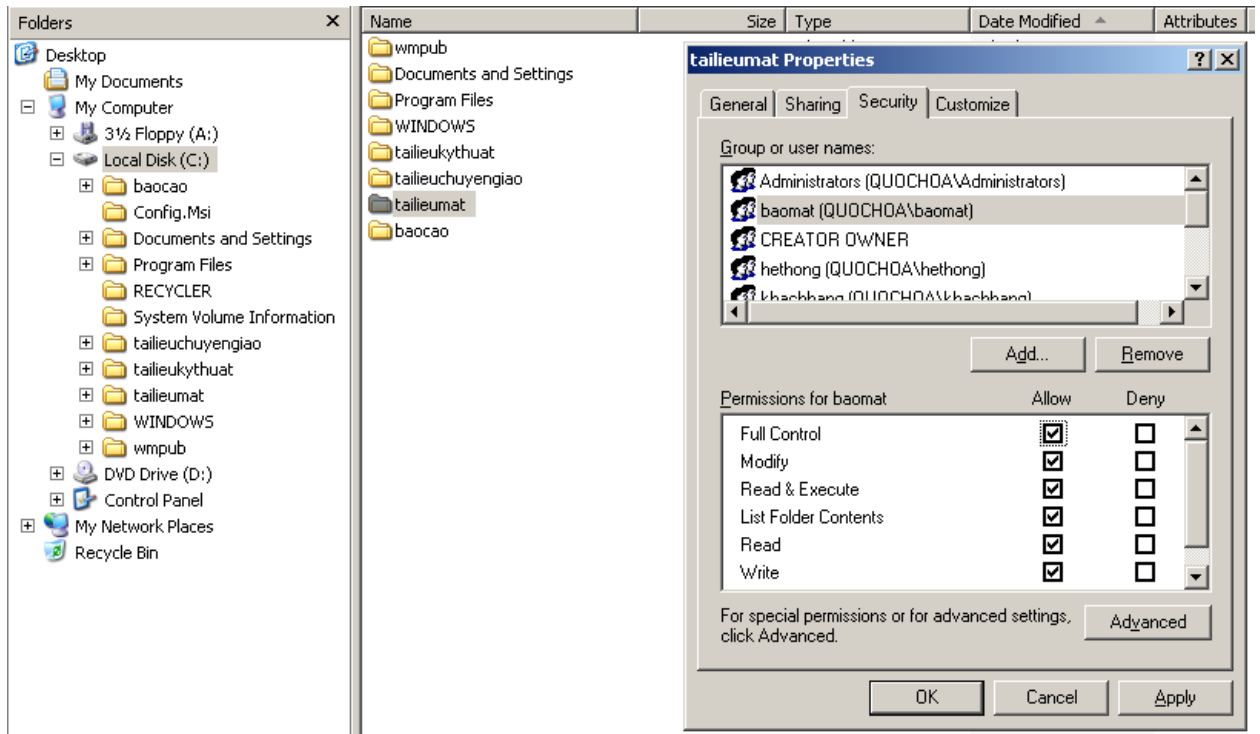 Folders
Desktop
My Documents
My Computer
3½ Floppy (A:)
Local Disk (C:)
baocao
Config.Msi
Documents and Settings
Program Files
RECYCLER
System Volume Information
tailieuchuyengiao
tailieukythuat
tailieumat
WINDOWS
wmpub
DVD Drive (D:)
Control Panel
My Network Places
Recycle Bin
Name Size Type Date Modified Attributes
wmpub
Documents and Settings
Program Files
WINDOWS
tailieukythuat
tailieuchuyengiao
tailieumat
baocao
tailieumat Properties
General Sharing Security Customize
Group or user names:
Administrators (QUOCHOA\Administrators)
baomat (QUOCHOA\baomat)
CREATOR OWNER
hethong (QUOCHOA\hethong)
khachhang (QUOCHOA\khachhang)
Add... Remove
Permissions for baomat Allow Deny
Full Control
Modify
Read & Execute
List Folder Contents
Read
Write
For special permissions or for advanced settings,
click Advanced.
Advanced
OK Cancel Apply